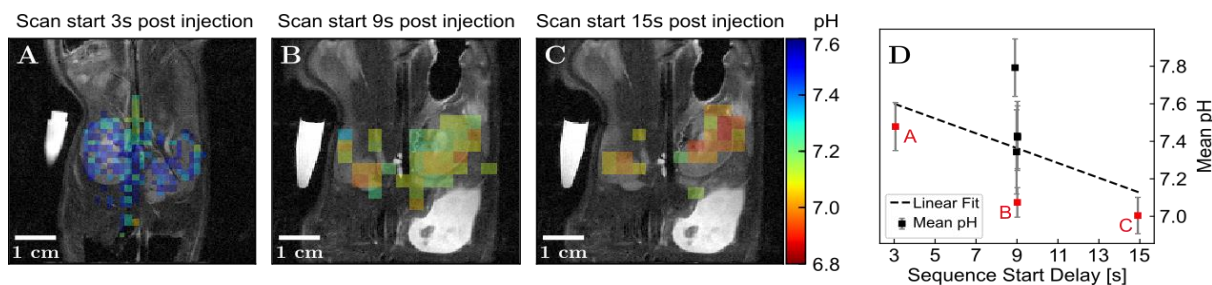 Scan start 3s post injection
Scan start 9s post injection
Scan start 15s post injection
pH
A
B
C
1 cm
1 cm
1 cm
7.6
7.4
7.2
7.0
6.8
D
A
B
C
Linear Fit
Mean pH
7.8
7.6
7.4
7.2
7.0
Mean pH
3 5 7 9 11 13 15
Sequence Start Delay [s]